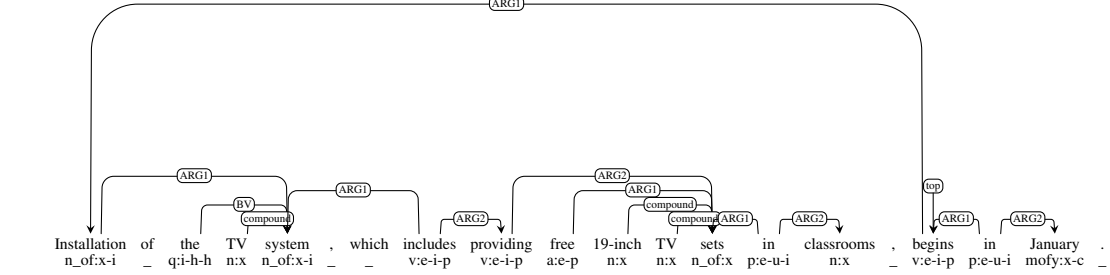 ARG1
ARG1 ARG2
ARG1 ARG1 top
BV compound
compound ARG2 compound ARG1 ARG2 ARG1 ARG2
Installation of the TV system , which includes providing free 19-inch TV sets in classrooms , begins in January .
n_of:x-i _ q:i-h-h n:x n_of:x-i _ _ v:e-i-p v:e-i-p a:e-p n:x n:x n_of:x p:e-u-i n:x _ v:e-i-p p:e-u-i mofy:x-c _